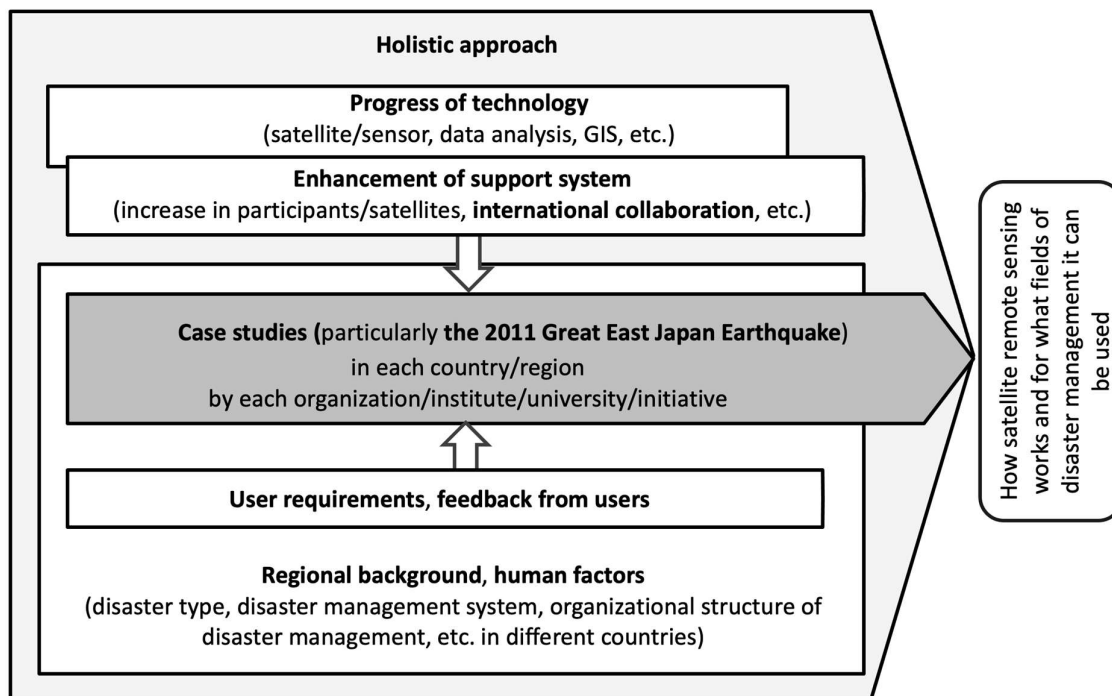 Holistic approach
Progress of technology
(satellite/sensor, data analysis, GIS, etc.)
Enhancement of support system
(increase in participants/satellites, international collaboration, etc.)
Case studies (particularly the 2011 Great East Japan Earthquake)
in each country/region
by each organization/institute/university/initiative
User requirements, feedback from users
Regional background, human factors
(disaster type, disaster management system, organizational structure of
disaster management, etc. in different countries)
How satellite remote sensing
works and for what fields of
disaster management it can
be used